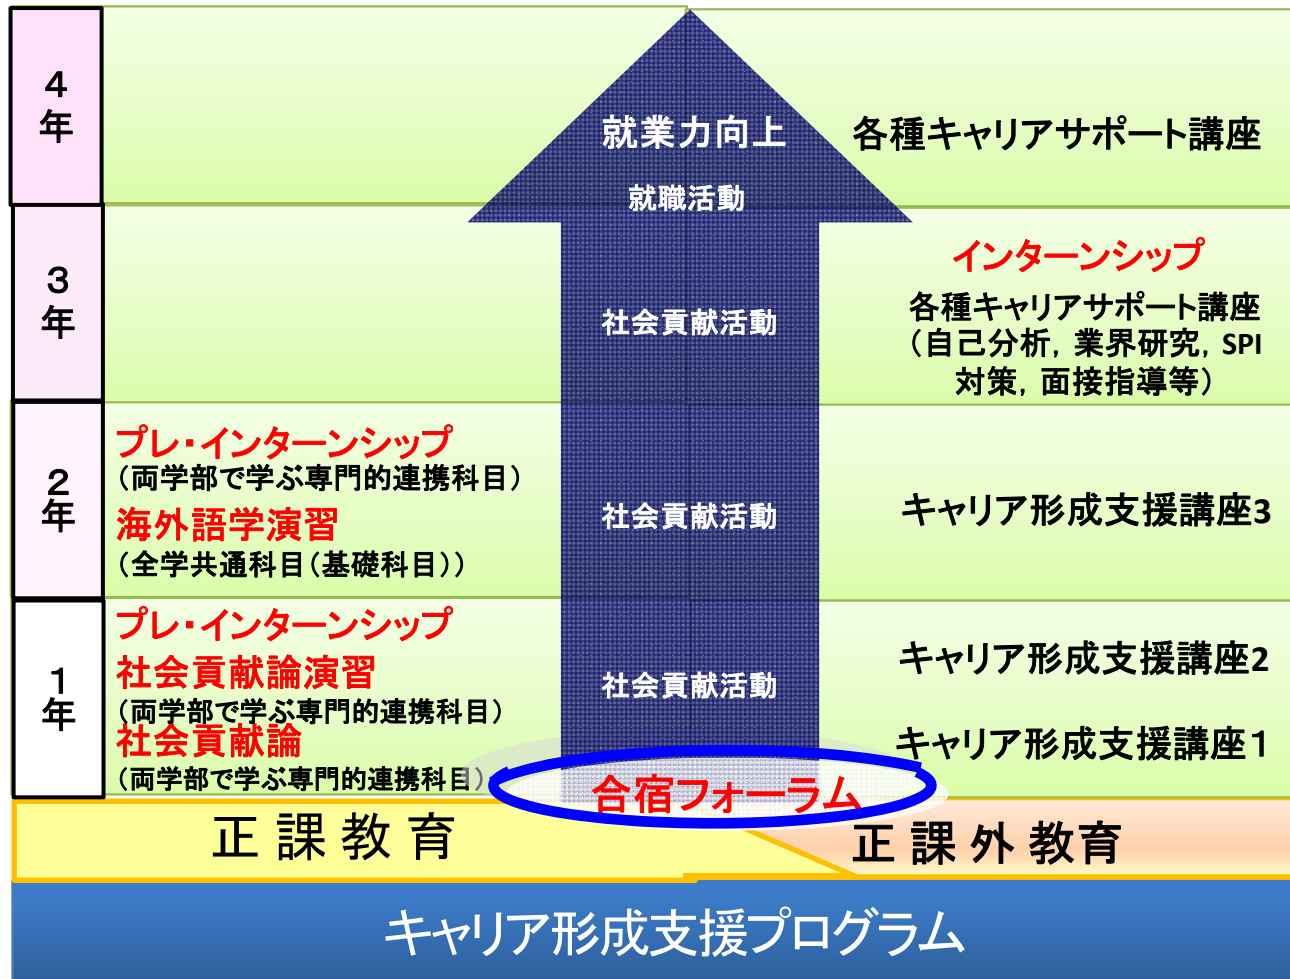 ４
年
就業力向上
就職活動
各種キャリアサポート講座
３
年
社会貢献活動
インターンシップ
各種キャリアサポート講座
（自己分析，業界研究，SPI
対策，面接指導等）
２
年
プレ・インターンシップ
（両学部で学ぶ専門的連携科目）
海外語学演習
（全学共通科目（基礎科目））
社会貢献活動
キャリア形成支援講座3
１
年
プレ・インターンシップ
社会貢献論演習
（両学部で学ぶ専門的連携科目）
社会貢献論
（両学部で学ぶ専門的連携科目）
社会貢献活動
キャリア形成支援講座2
キャリア形成支援講座１
合宿フォーラム
正 課 教 育
正 課 外 教 育
キャリア形成支援プログラム